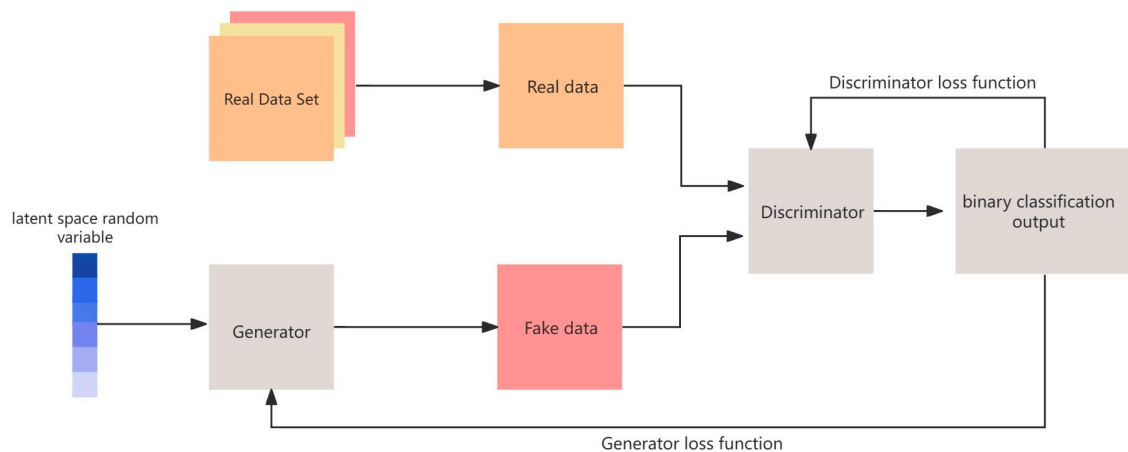 Real Data Set
Real data
Discriminator loss function
latent space random
variable
Discriminator
binary classification
output
Generator
Fake data
Generator loss function